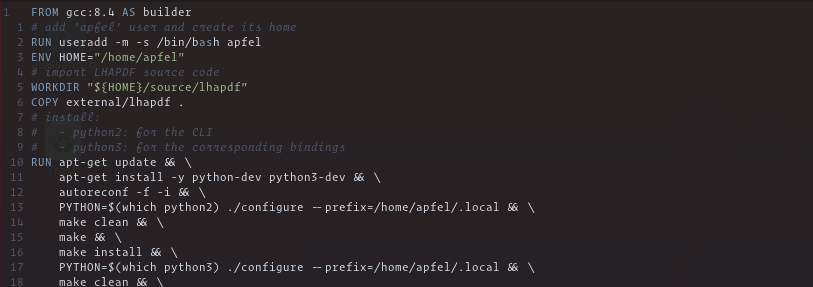 1 FROM gcc:8.4 AS builder
1 # add 'apfel' user and create its home
2 RUN useradd -m -s /bin/bash apfel
3 ENV HOME="/home/apfel"
4 # import LHAPDF source code
5 WORKDIR "${HOME}/source/lhapdf"
6 COPY external/lhapdf .
7 # install:
8 #   - python2: for the CLI
9 #   - python3: for the corresponding bindings
10 RUN apt-get update && \
11     apt-get install -y python-dev python3-dev && \
12     autoreconf -f -i && \
13     PYTHON=$(which python2) ./configure --prefix=/home/apfel/.local && \
14     make clean && \
15     make && \
16     make install && \
17     PYTHON=$(which python3) ./configure --prefix=/home/apfel/.local && \
18     make clean && \